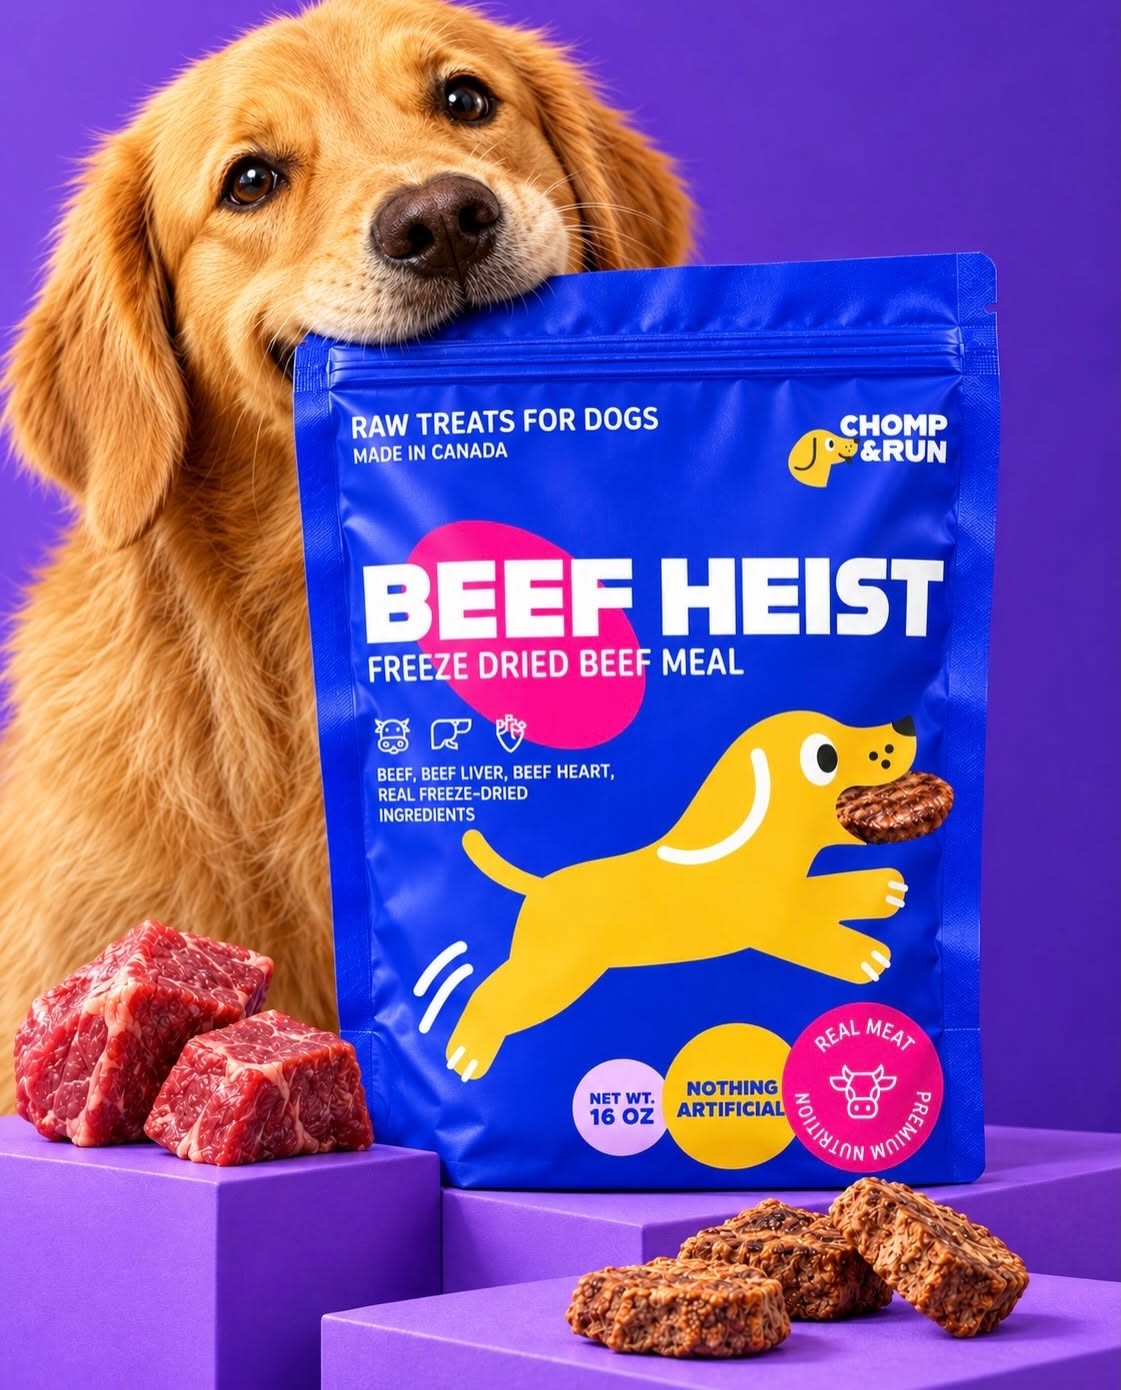 RAW TREATS FOR DOGS
MADE IN CANADA
CHOMP
&RUN
BEEF HEIST
FREEZE DRIED BEEF MEAL
BEEF, BEEF LIVER, BEEF HEART,
REAL FREEZE-DRIED
INGREDIENTS
NET WT.
16 OZ
NOTHING
ARTIFICIAL
REAL MEAT
PREMIUM NUTRITION